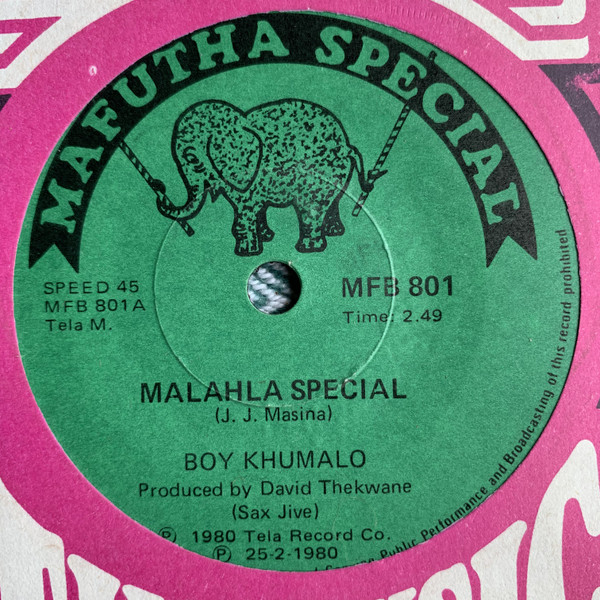 MAFUTHA SPECIAL
SPEED 45
MFB 801A
Tela M.
MFB 801
Time: 2.49
MALAHLA SPECIAL
(J. J. Masina)
BOY KHUMALO
Produced by David Thekwane
(Sax Jive)
℗ 1980 Tela Record Co.
℗ 25-2-1980
Public Performance and Broadcasting of this record prohibited